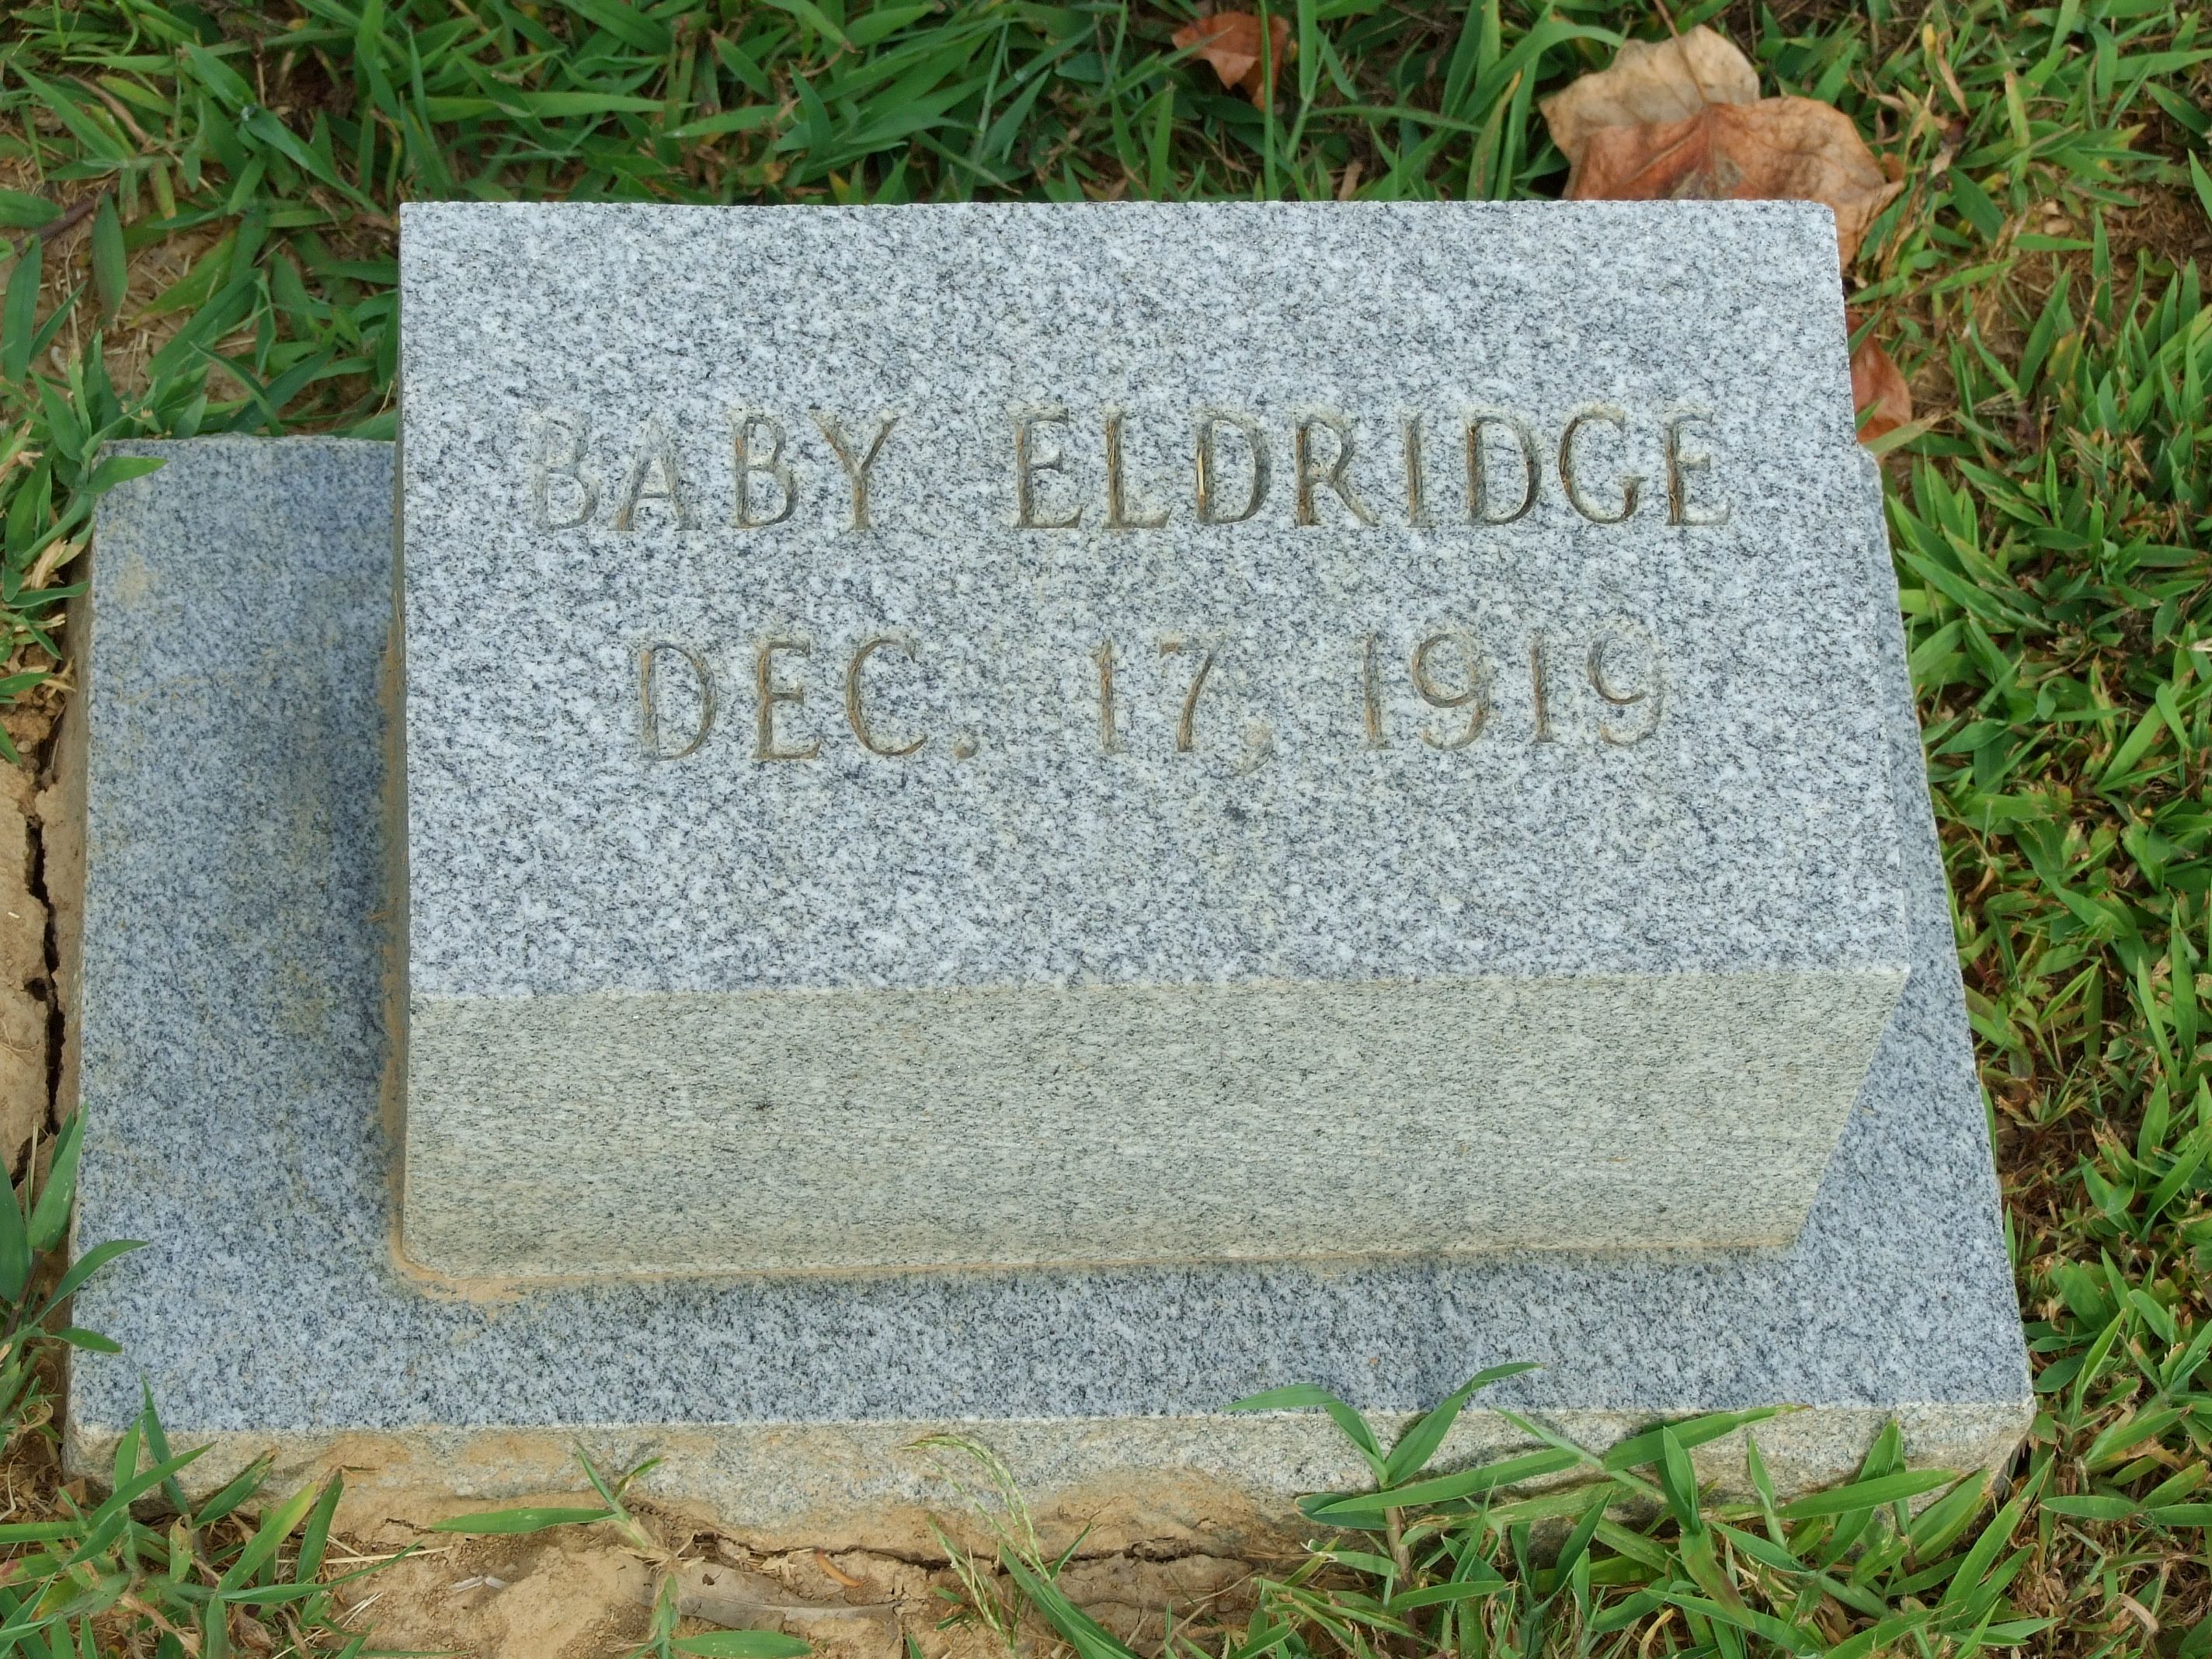 BABY ELDRIDGE
DEC. 17, 1919